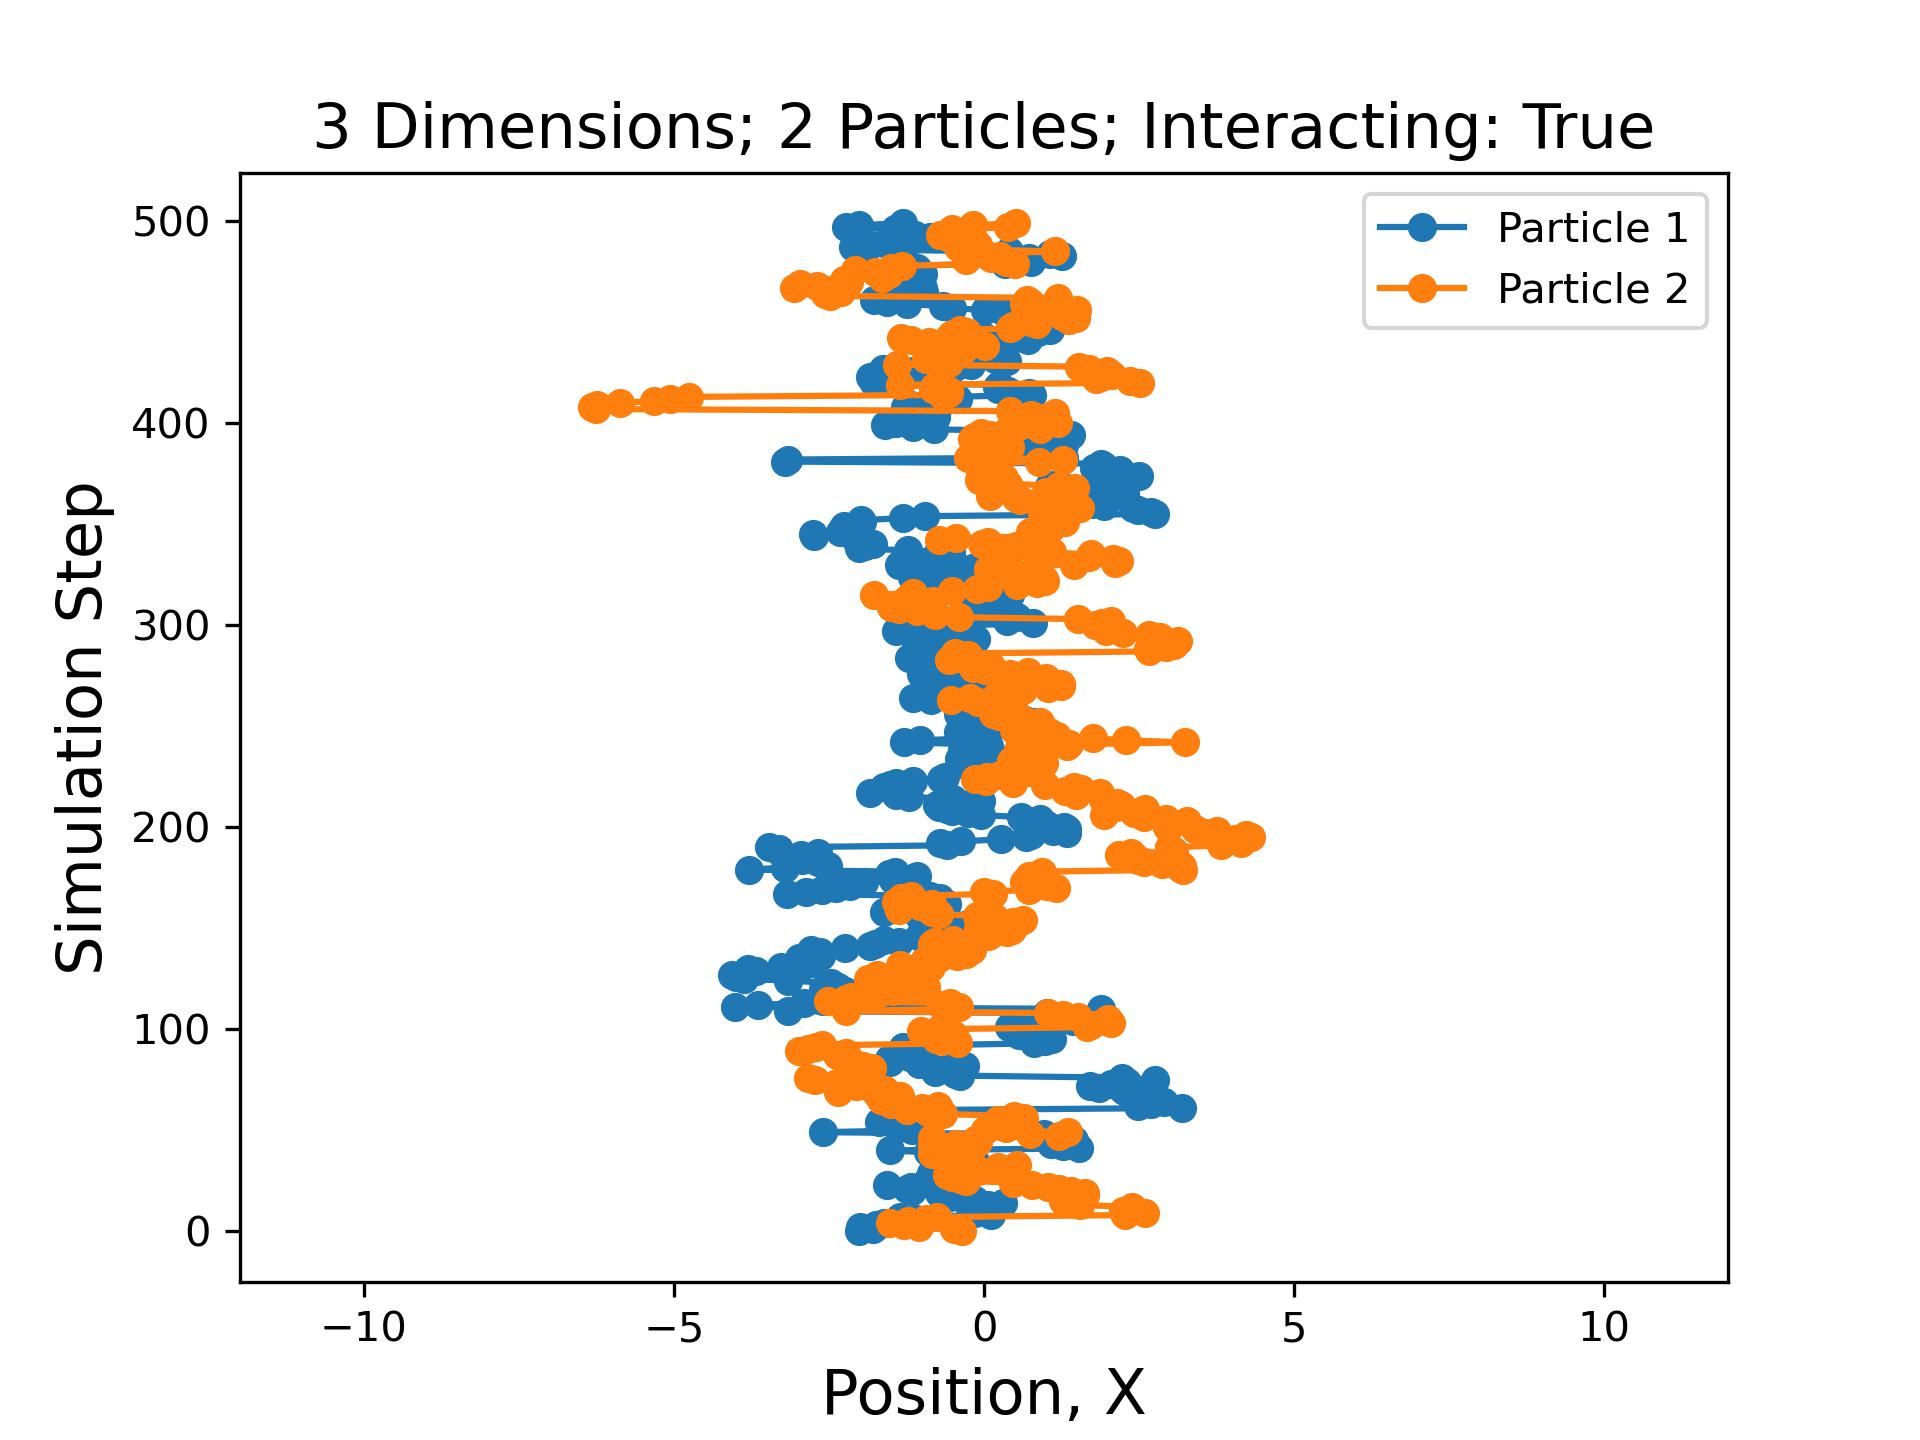 3 Dimensions; 2 Particles; Interacting: True
Particle 1
Particle 2
Simulation Step
500
400
300
200
100
0
−10
−5
0
5
10
Position, X